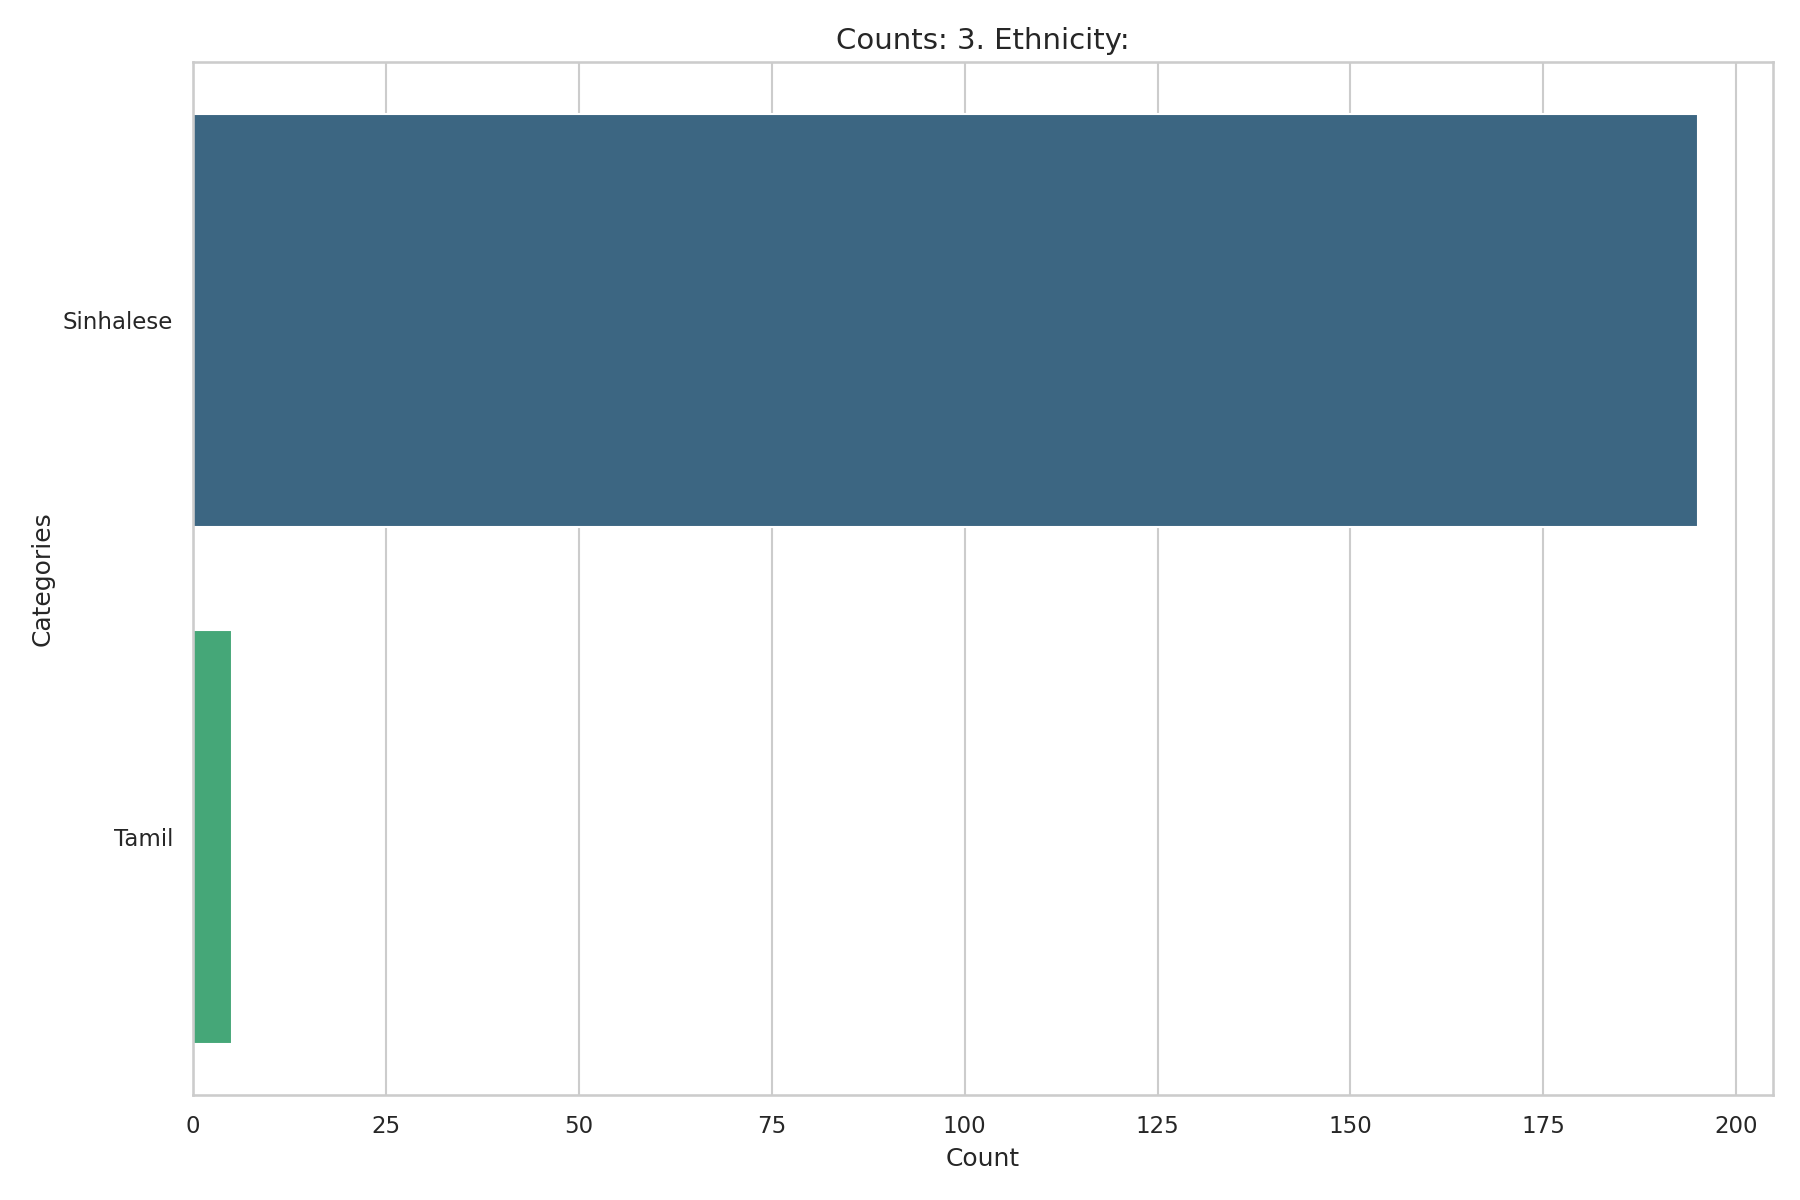 Counts: 3. Ethnicity:
Categories
Sinhalese
Tamil
0 25 50 75 100 125 150 175 200
Count